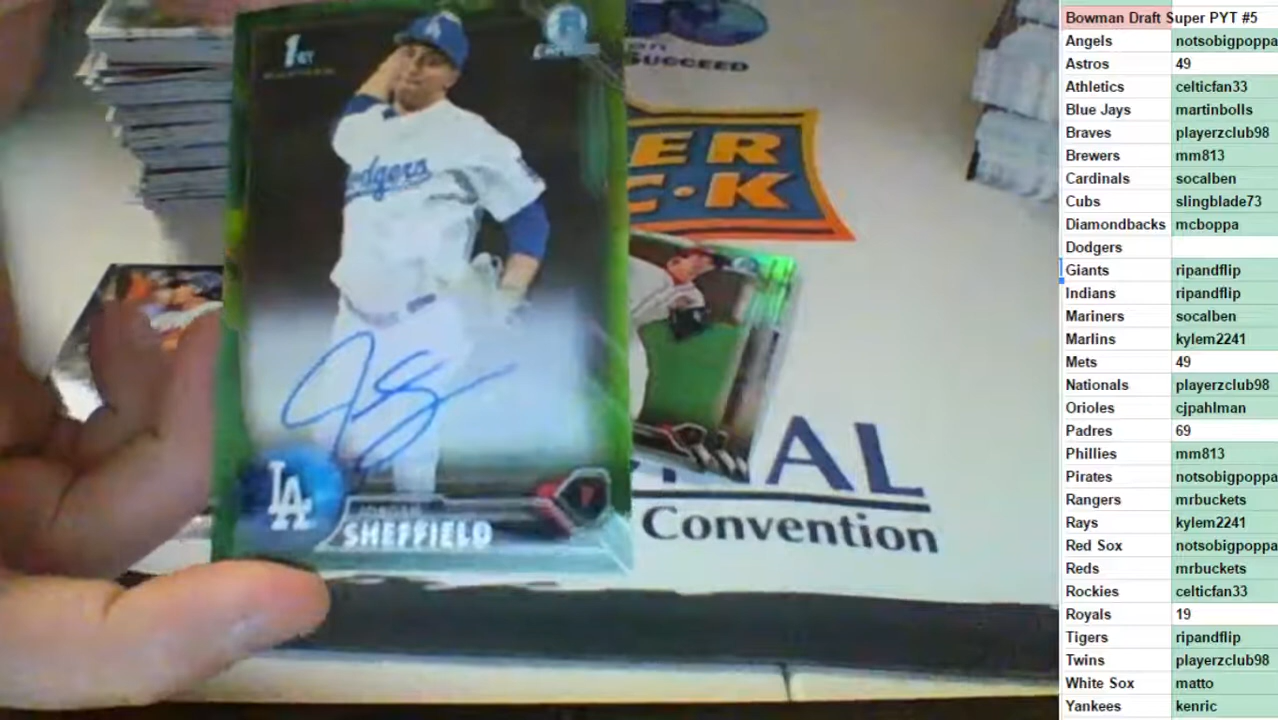 1ST
Dodgers
JORDAN
SHEFFIELD
LA
SUCCEED
ER
C·K
NAL
Convention
Bowman Draft Super PYT #5
Angels notsobigpoppa
Astros 49
Athletics celticfan33
Blue Jays martinbolls
Braves playerzclub98
Brewers mm813
Cardinals socalben
Cubs slingblade73
Diamondbacks mcboppa
Dodgers
Giants ripandflip
Indians ripandflip
Mariners socalben
Marlins kylem2241
Mets 49
Nationals playerzclub98
Orioles cjpahlman
Padres 69
Phillies mm813
Pirates notsobigpoppa
Rangers mrbuckets
Rays kylem2241
Red Sox notsobigpoppa
Reds mrbuckets
Rockies celticfan33
Royals 19
Tigers ripandflip
Twins playerzclub98
White Sox matto
Yankees kenric